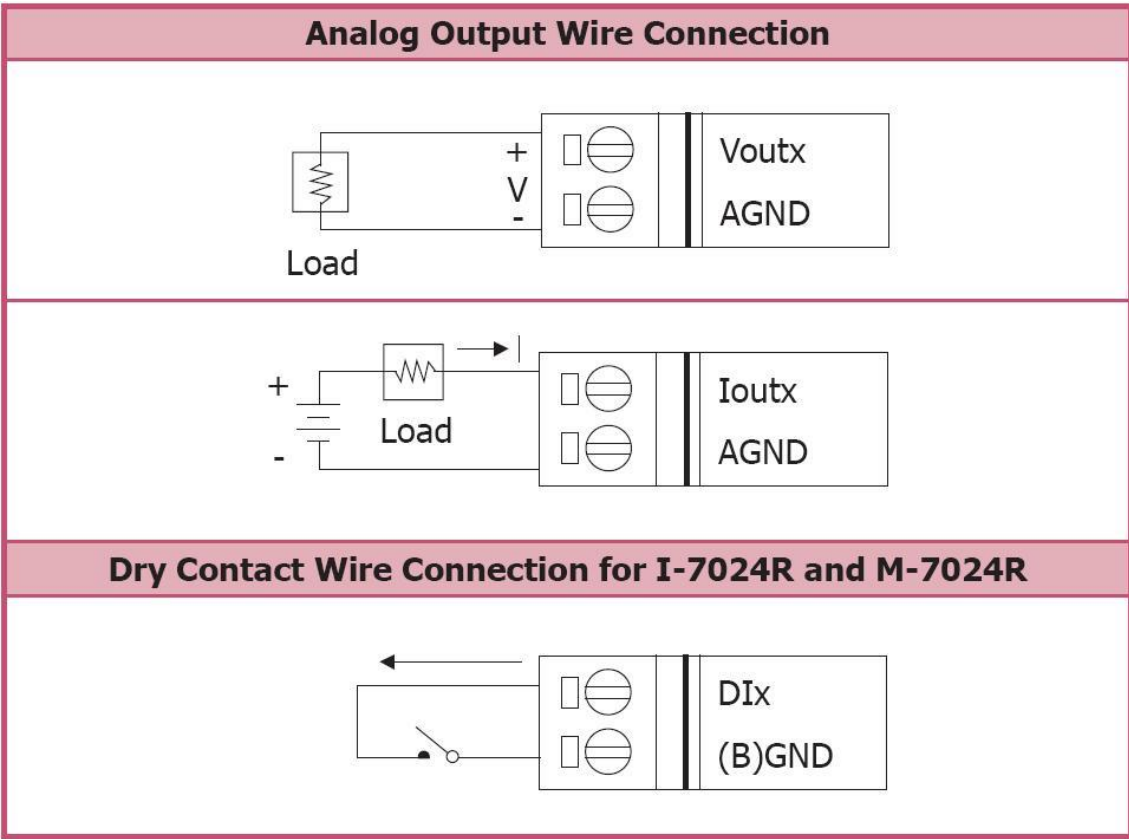 Analog Output Wire Connection
+
V
-
Load
Voutx
AGND
+
-
Load
I
Ioutx
AGND
Dry Contact Wire Connection for I-7024R and M-7024R
DIx
(B)GND